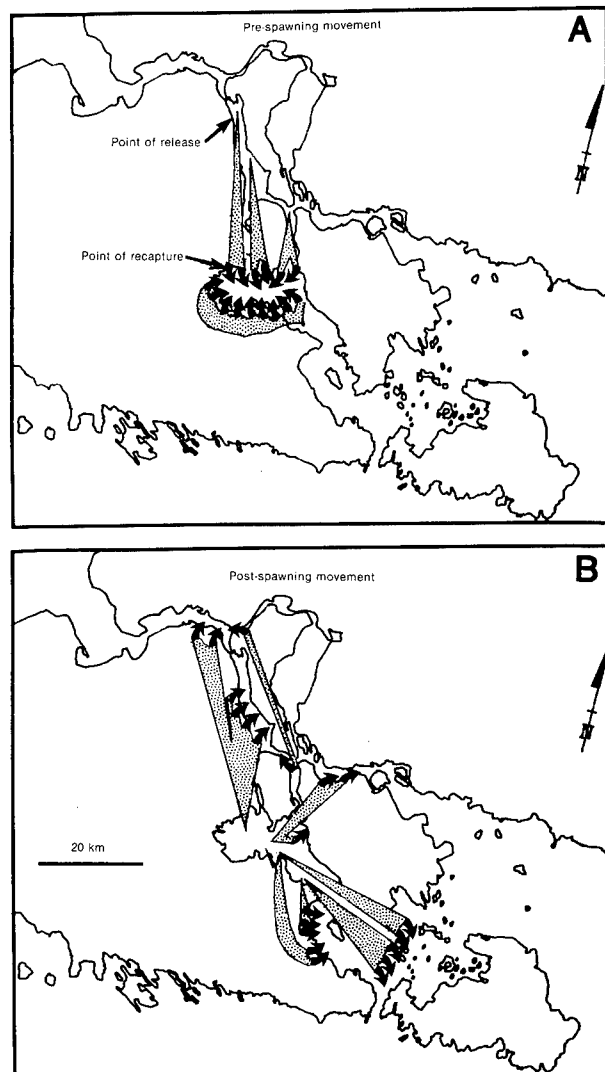 Pre-spawning movement
A
Point of release
N
Point of recapture
Post-spawning movement
B
N
20 km